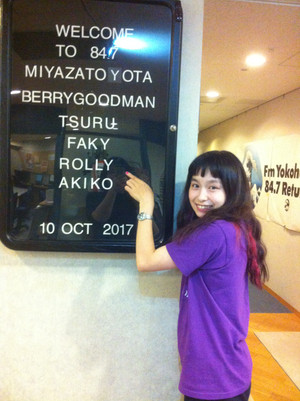 WELCOME
TO 84.7
MIYAZATO YOTA
BERRYGOODMAN
TSURU
FAKY
ROLLY
AKIKO
10 OCT 2017
Fm Yokoh
84.7 Retu